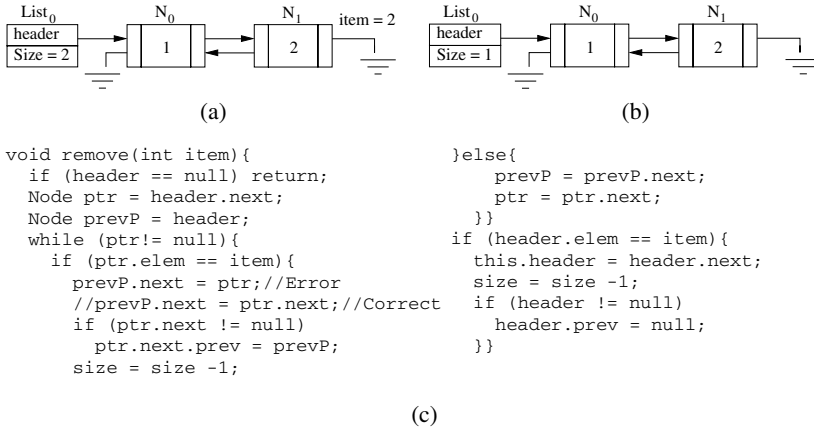 List0 N0 N1 item = 2
header
1 2
Size = 2
(a)
List0 N0 N1
header
1 2
Size = 1
(b)
void remove(int item){
if (header == null) return;
Node ptr = header.next;
Node prevP = header;
while (ptr!= null){
if (ptr.elem == item){
prevP.next = ptr;//Error
//prevP.next = ptr.next;//Correct
if (ptr.next != null)
ptr.next.prev = prevP;
size = size -1;
}else{
prevP = prevP.next;
ptr = ptr.next;
}}
if (header.elem == item){
this.header = header.next;
size = size -1;
if (header != null)
header.prev = null;
}}
(c)